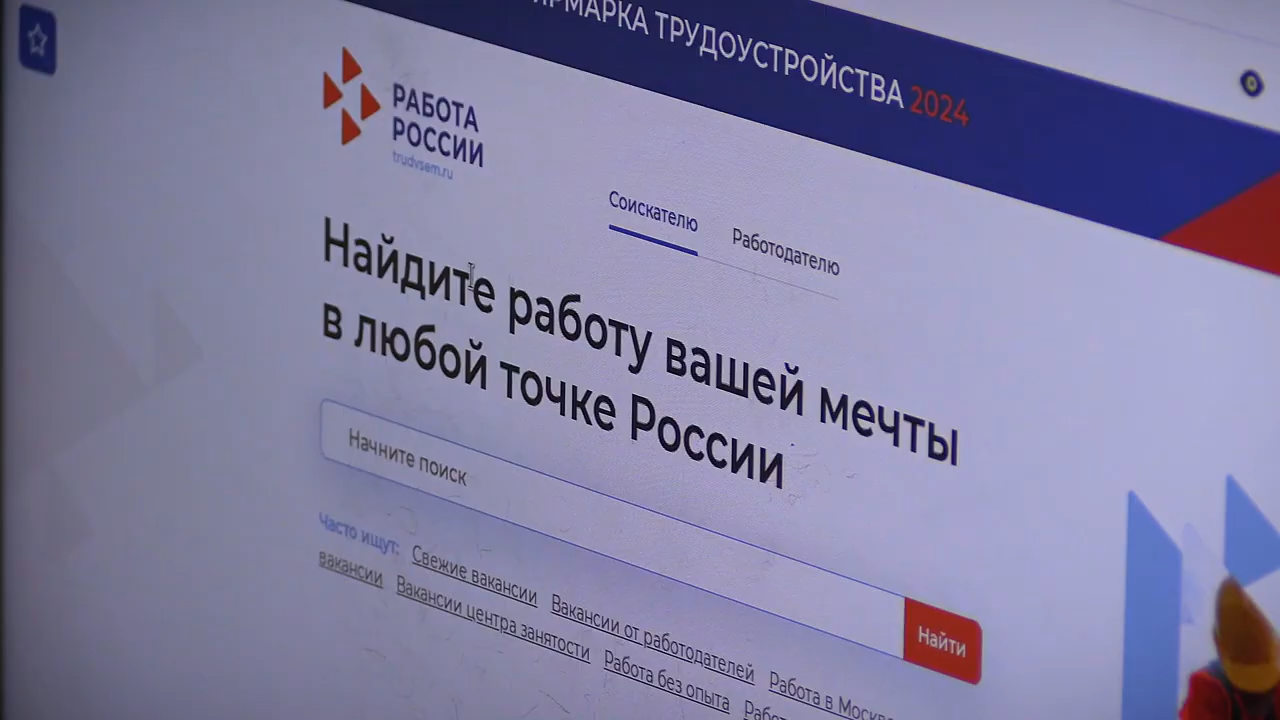 ТРУДОУСТРОЙСТВА 2024
РАБОТА
РОССИИ
trudvsem.ru
Соискателю Работодателю
Найдите работу вашей мечты
в любой точке России
Начните поиск
Найти
Часто ищут: Свежие вакансии Вакансии от работодателей Работа в
вакансии Вакансии центра занятости Работа без опыта